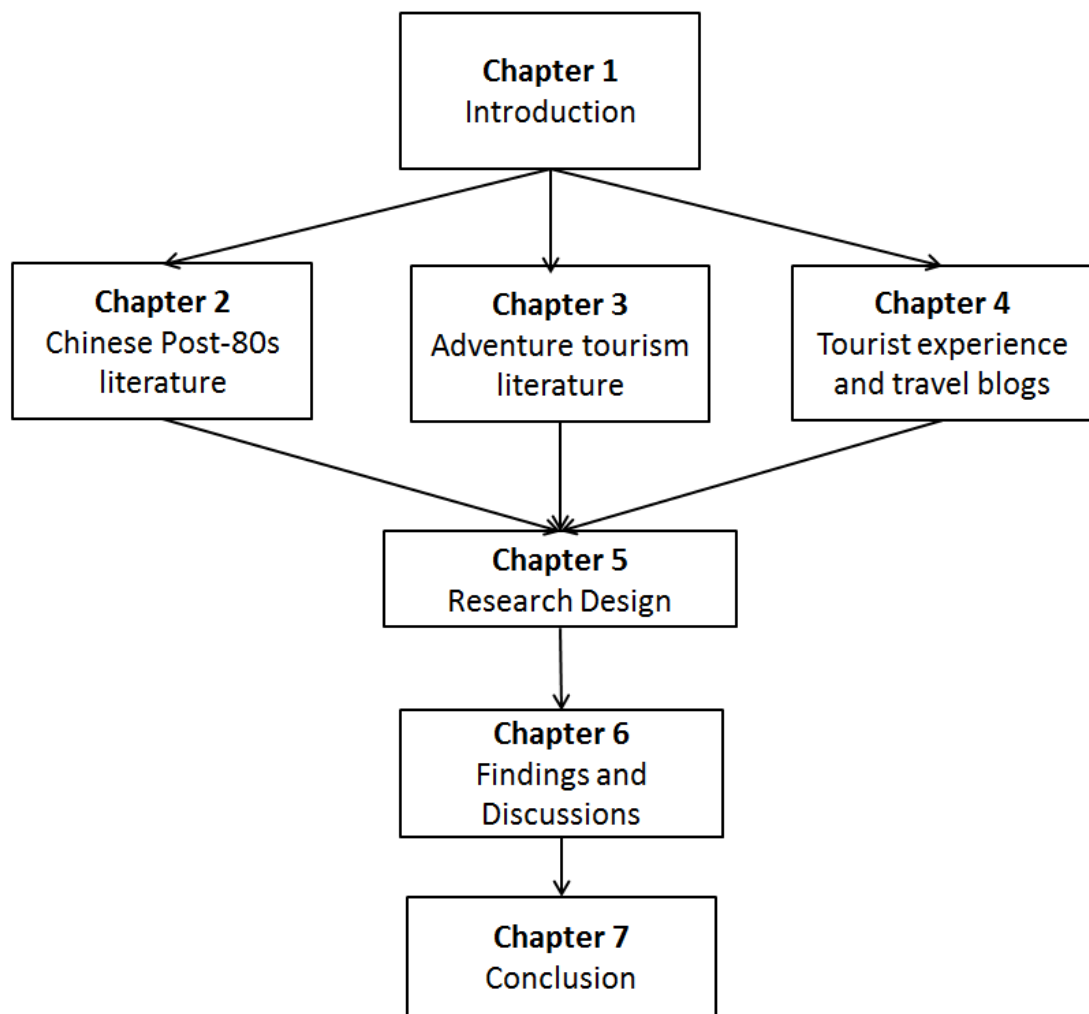 Chapter 1
Introduction
Chapter 2
Chinese Post-80s
literature
Chapter 3
Adventure tourism
literature
Chapter 4
Tourist experience
and travel blogs
Chapter 5
Research Design
Chapter 6
Findings and
Discussions
Chapter 7
Conclusion